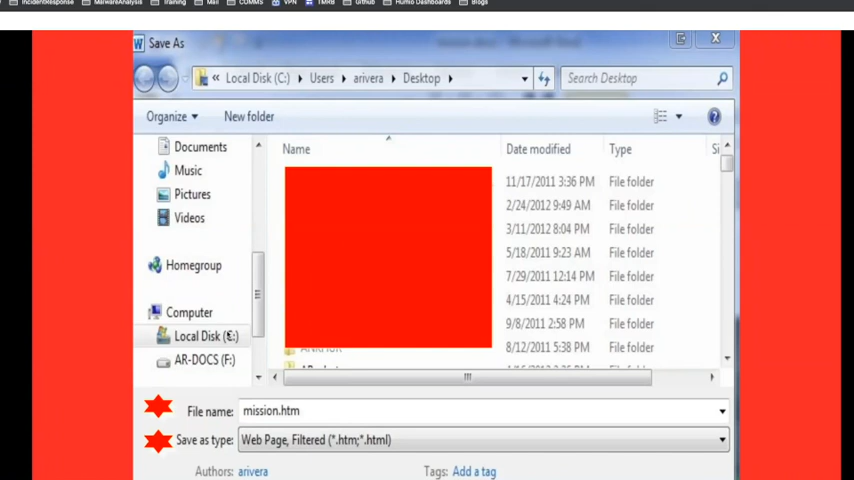 IncidentResponse MalwareAnalysis Training Mail COMMS VPN TMRB Github Humio Dashboards Blogs
Save As
« Local Disk (C:) Users arivera Desktop Search Desktop
Organize New folder
Name Date modified Type Si
Documents
Music 11/17/2011 3:36 PM File folder
Pictures 2/24/2012 9:49 AM File folder
Videos 3/11/2012 8:04 PM File folder
5/18/2011 9:23 AM File folder
Homegroup 7/29/2011 12:14 PM File folder
4/15/2011 4:24 PM File folder
Computer 9/8/2011 2:58 PM File folder
Local Disk (C:) 8/12/2011 5:38 PM File folder
AR-DOCS (F:)
File name: mission.htm
Save as type: Web Page, Filtered (*.htm;*.html)
Authors: arivera Tags: Add a tag